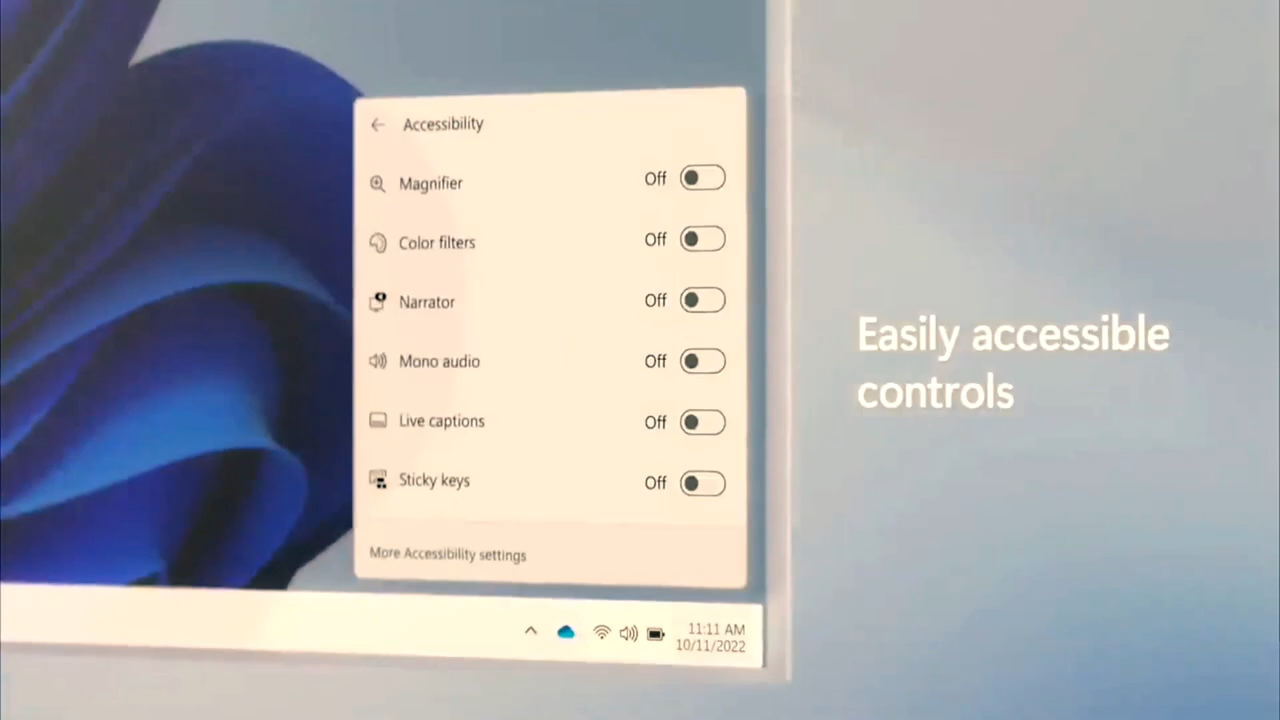 Accessibility
Magnifier Off
Color filters Off
Narrator Off
Mono audio Off
Live captions Off
Sticky keys Off
More Accessibility settings
11:11 AM
10/11/2022
Easily accessible
controls